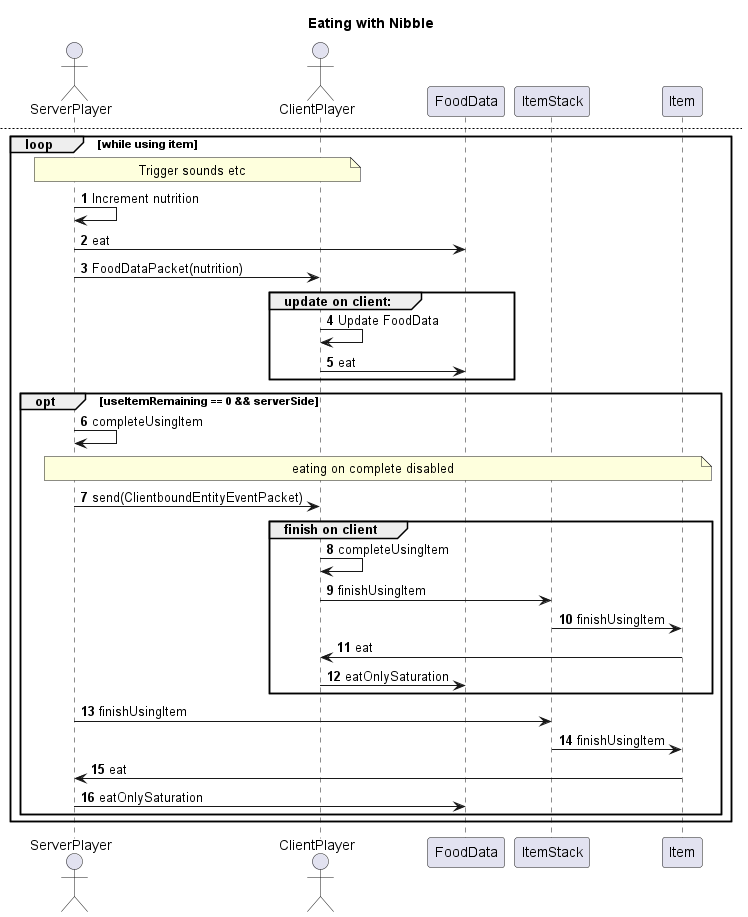 Eating with Nibble
ServerPlayer
ClientPlayer
FoodData
ItemStack
Item
loop [while using item]
Trigger sounds etc
1 Increment nutrition
2 eat
3 FoodDataPacket(nutrition)
update on client:
4 Update FoodData
5 eat
opt [useItemRemaining == 0 && serverSide]
6 completeUsingItem
eating on complete disabled
7 send(ClientboundEntityEventPacket)
finish on client
8 completeUsingItem
9 finishUsingItem
10 finishUsingItem
11 eat
12 eatOnlySaturation
13 finishUsingItem
14 finishUsingItem
15 eat
16 eatOnlySaturation
ServerPlayer
ClientPlayer
FoodData
ItemStack
Item